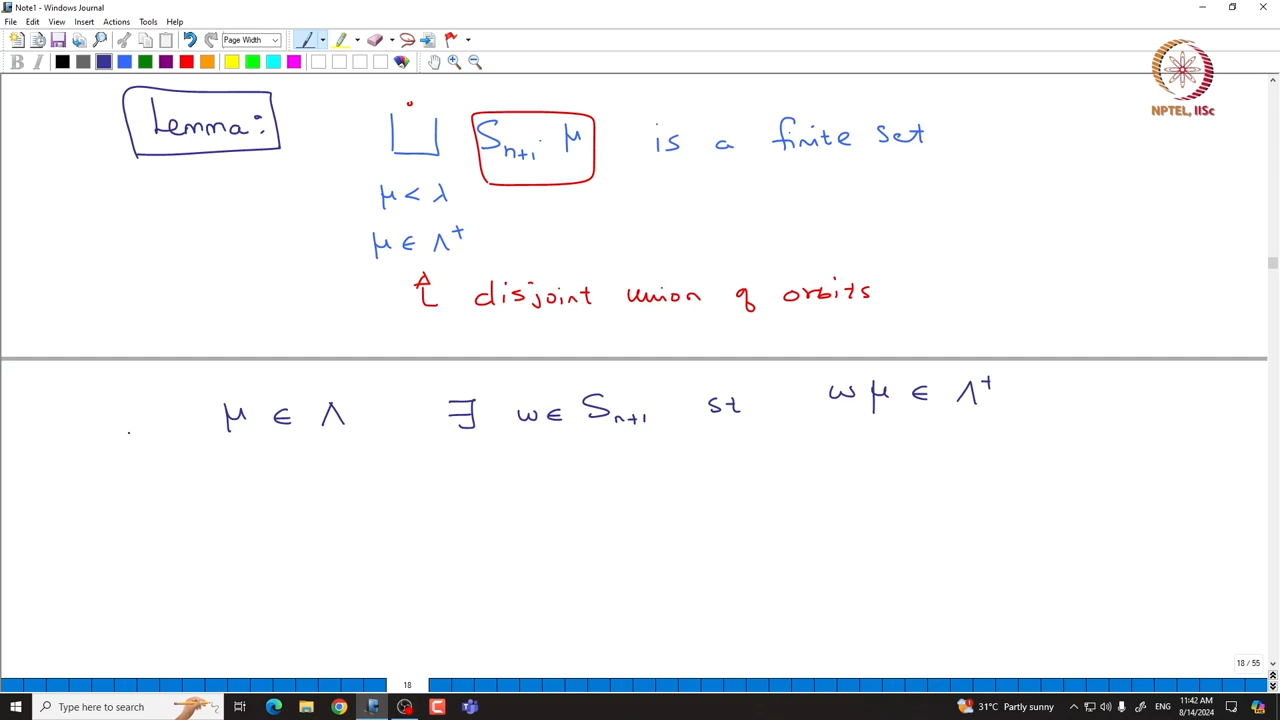 Note1 - Windows Journal
File Edit View Insert Actions Tools Help
Page Width
B I
NPTEL, IISc
Lemma: ⊔̇ S_{n+1} · μ is a finite set
μ < λ
μ ∈ Λ⁺
disjoint union of orbits
μ ∈ Λ ∃ w ∈ S_{n+1} st w μ ∈ Λ⁺
18 / 55
18
Type here to search
31°C Partly sunny
ENG
11:42 AM
8/14/2024